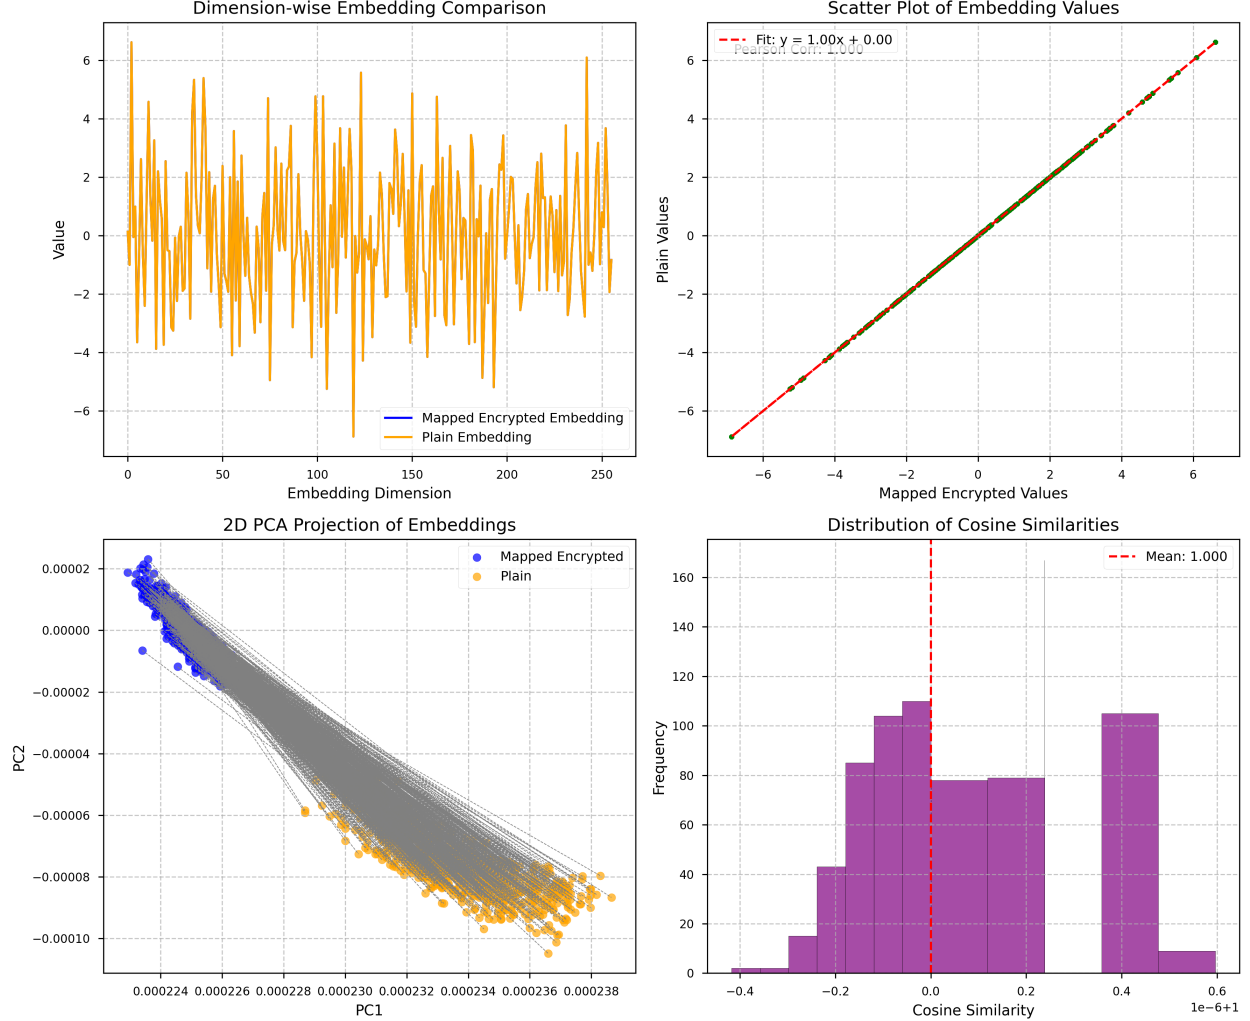 Dimension-wise Embedding Comparison
6
4
2
0
−2
−4
−6
Value
0
50
100
150
200
250
Embedding Dimension
Mapped Encrypted Embedding
Plain Embedding
Scatter Plot of Embedding Values
Fit: y = 1.00x + 0.00
Pearson Corr: 1.000
6
4
2
0
−2
−4
−6
Plain Values
−6
−4
−2
0
2
4
6
Mapped Encrypted Values
2D PCA Projection of Embeddings
Mapped Encrypted
Plain
0.00002
0.00000
−0.00002
−0.00004
−0.00006
−0.00008
−0.00010
PC2
0.000224
0.000226
0.000228
0.000230
0.000232
0.000234
0.000236
0.000238
PC1
Distribution of Cosine Similarities
Mean: 1.000
160
140
120
100
80
60
40
20
0
Frequency
−0.4
−0.2
0.0
0.2
0.4
0.6
1e−6+1
Cosine Similarity